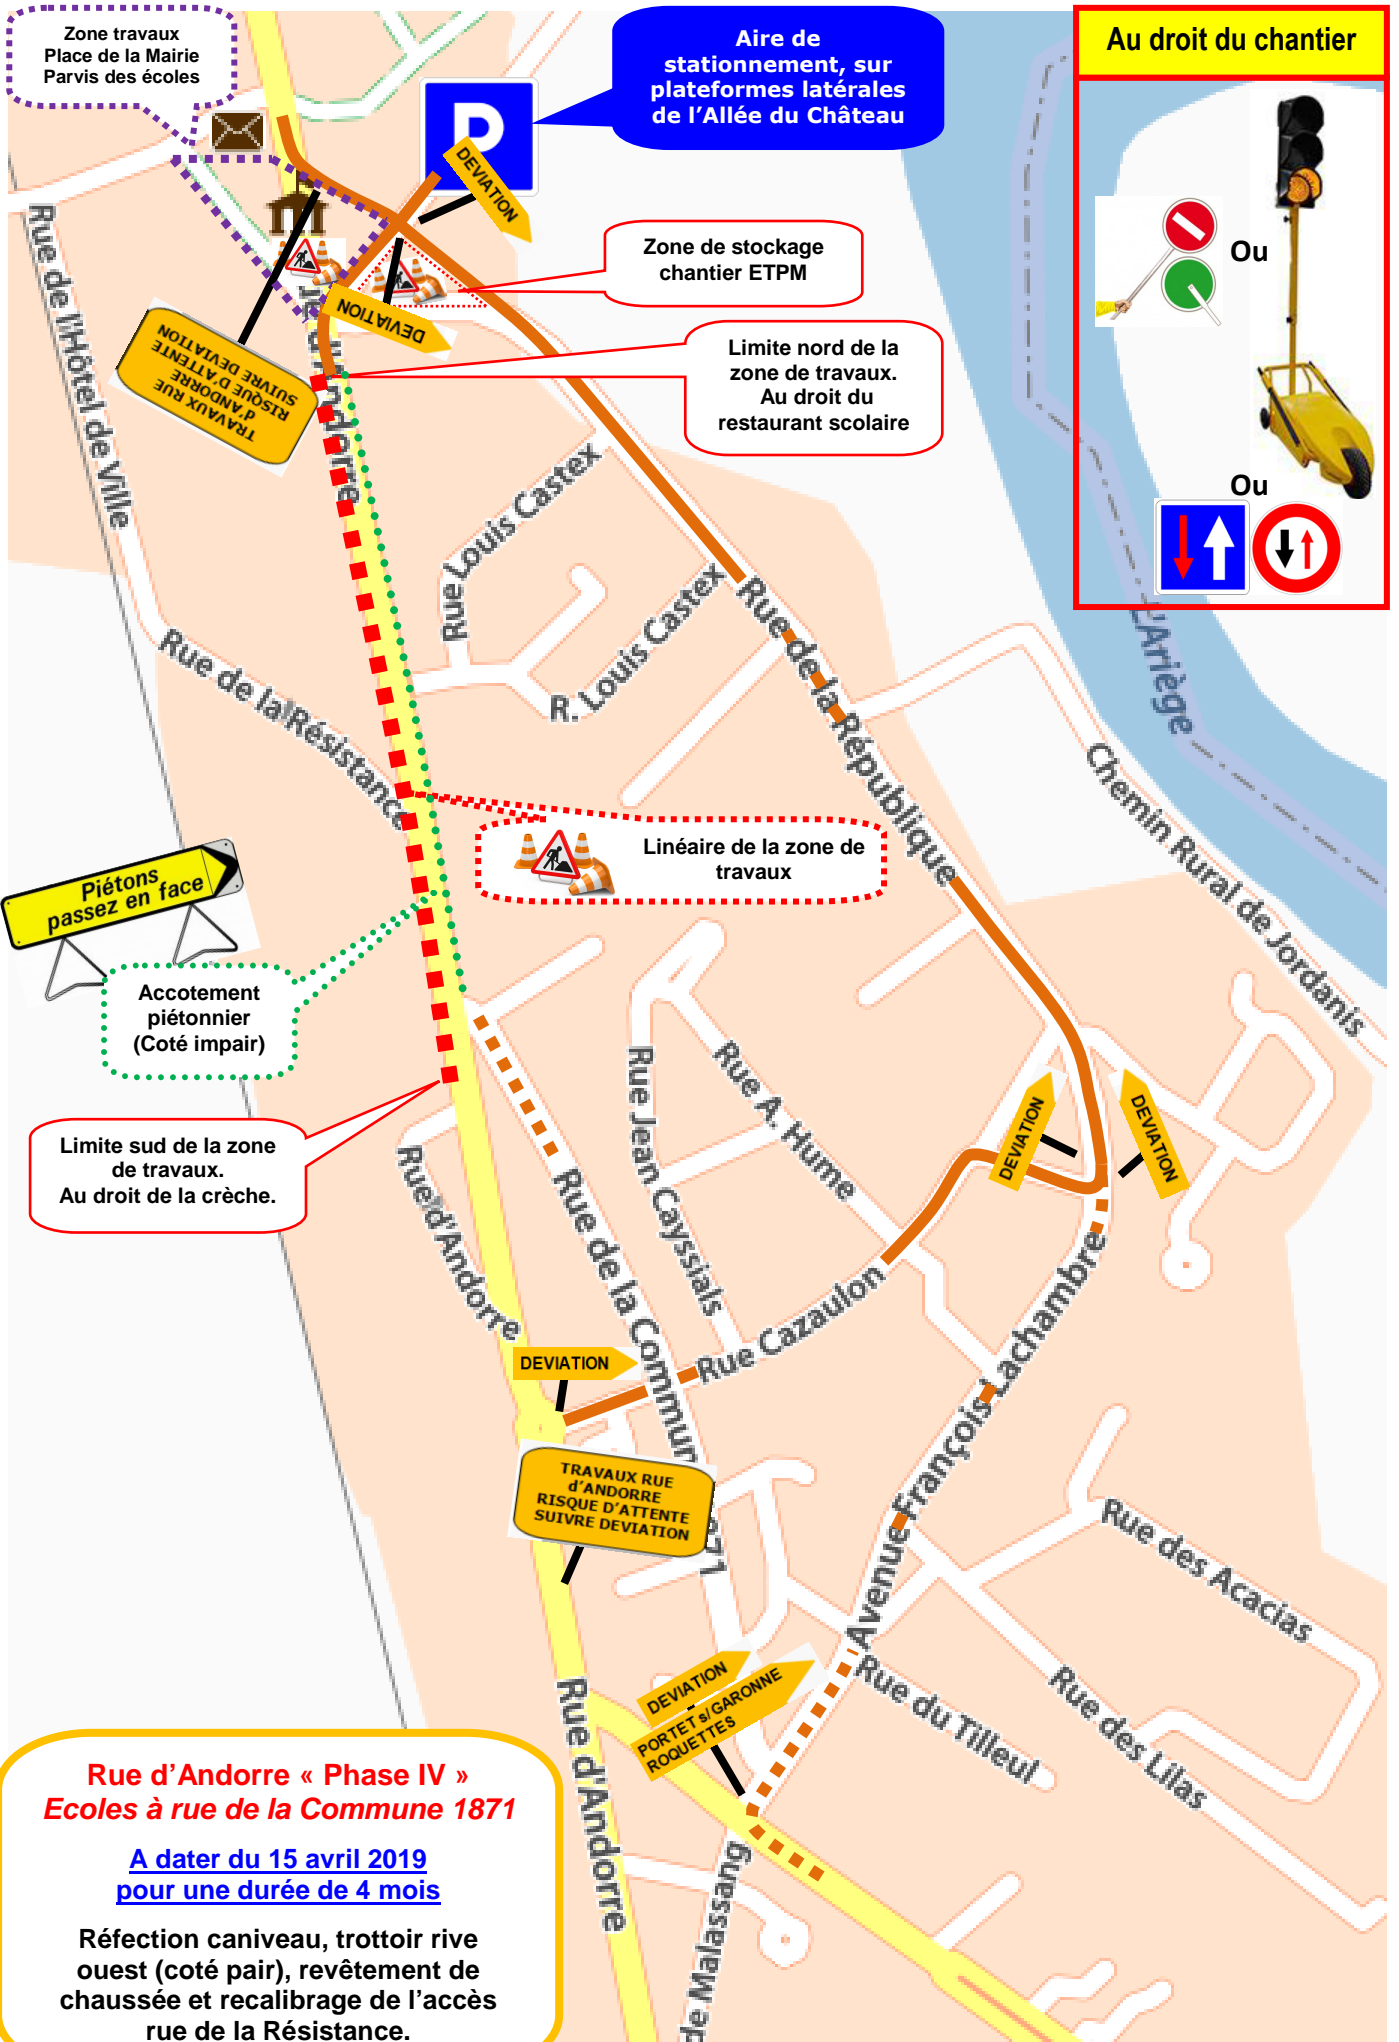 Zone travaux
Place de la Mairie
Parvis des écoles
Aire de
stationnement, sur
plateformes latérales
de l'Allée du Château
Au droit du chantier
P
DEVIATION
Ou
Zone de stockage
chantier ETPM
DEVIATION
Limite nord de la
zone de travaux.
Au droit du
restaurant scolaire
TRAVAUX RUE
d'ANDORRE
RISQUE D'ATTENTE
SUIVRE DEVIATION
Ou
Rue de l'Hôtel de Ville
d'Andorre
Rue Louis Castex
R. Louis Castex
Rue de la République
L'Ariège
Rue de la Résistance
Chemin Rural de Jordanis
Linéaire de la zone de
travaux
Piétons
passez en face
Accotement
piétonnier
(Coté impair)
Limite sud de la zone
de travaux.
Au droit de la crèche.
Rue d'Andorre
Rue Jean Cayssials
Rue A. Hume
DEVIATION
DEVIATION
Rue de la Commune 1871
Rue Cazaulon
DEVIATION
Avenue François Lachambre
TRAVAUX RUE
d'ANDORRE
RISQUE D'ATTENTE
SUIVRE DEVIATION
Rue des Acacias
Rue des Lilas
Rue du Tilleul
DEVIATION
PORTET s/GARONNE
ROQUETTES
Rue d'Andorre
de Malassang
Rue d'Andorre « Phase IV »
Ecoles à rue de la Commune 1871
A dater du 15 avril 2019
pour une durée de 4 mois
Réfection caniveau, trottoir rive
ouest (coté pair), revêtement de
chaussée et recalibrage de l'accès
rue de la Résistance.